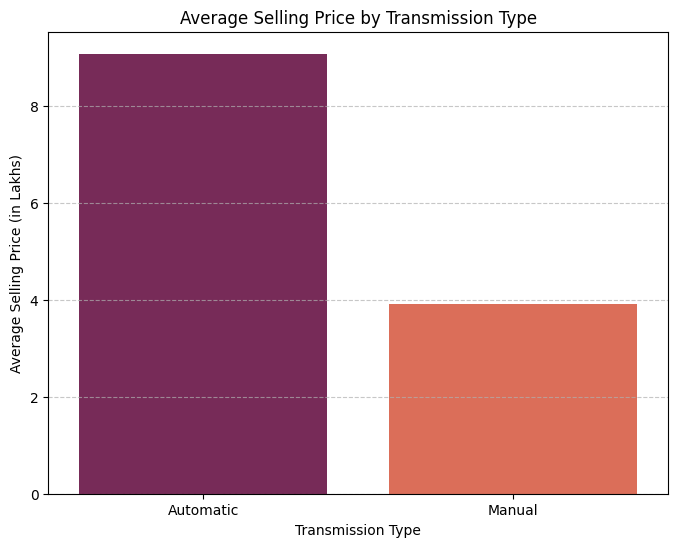 Average Selling Price by Transmission Type
Average Selling Price (in Lakhs)
8
6
4
2
0
Automatic
Manual
Transmission Type